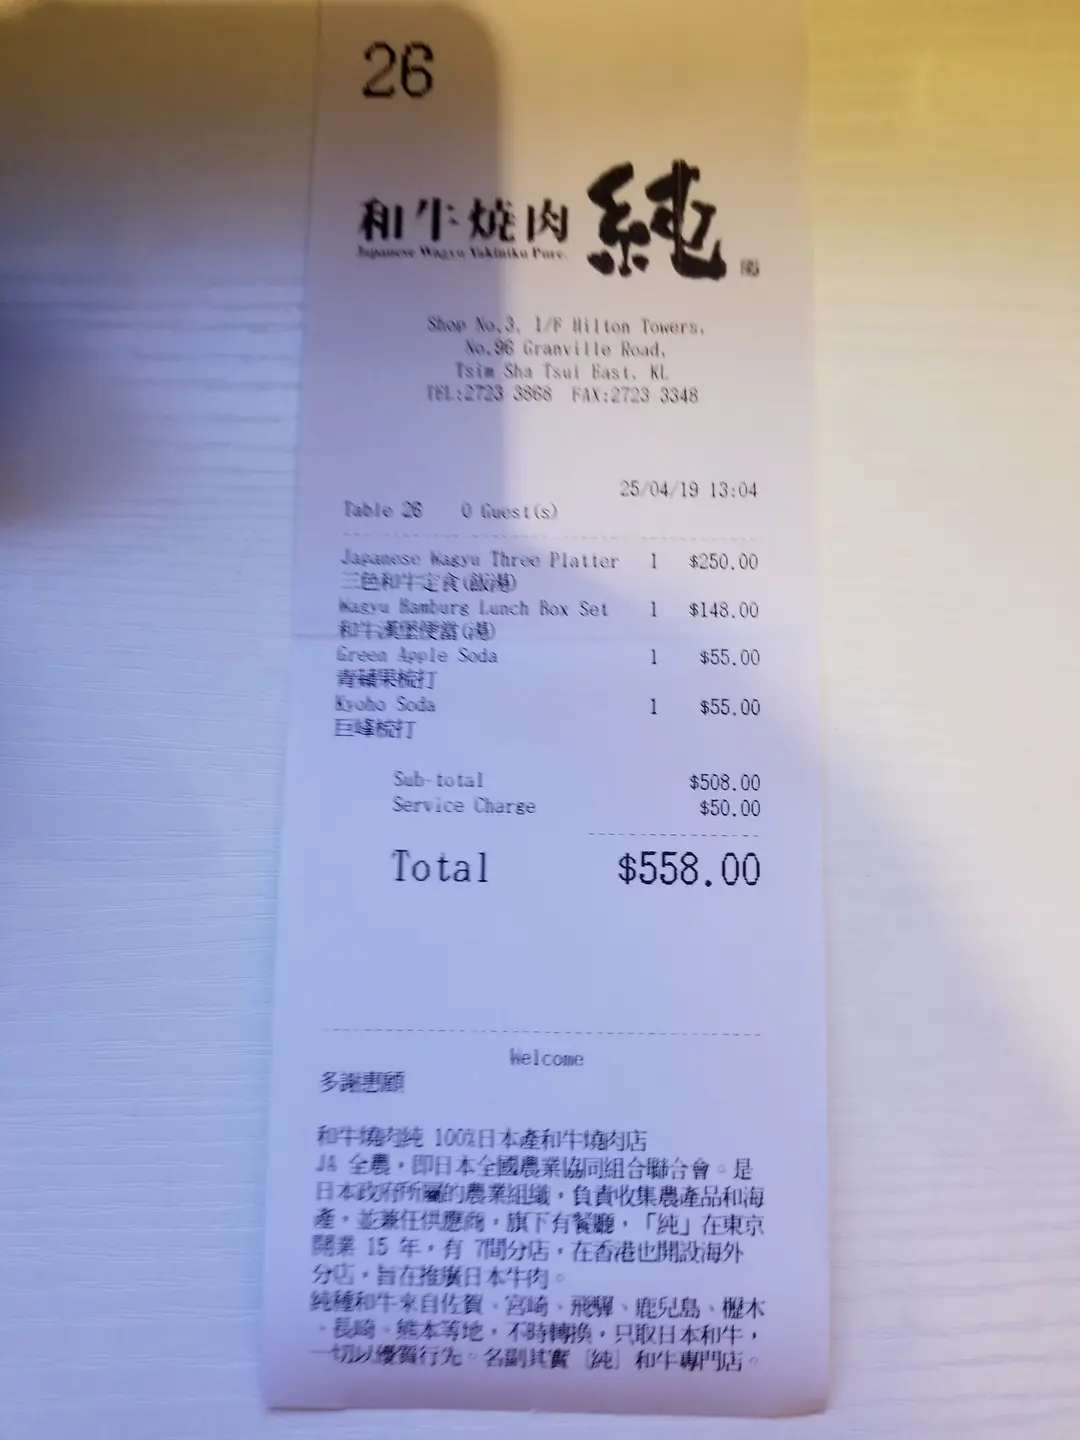 26
和牛燒肉 純
Japanese Wagyu Yakiniku Pure.
Shop No.3, 1/F Hilton Towers,
No.96 Granville Road,
Tsim Sha Tsui East, KL
TEL:2723 3868 FAX:2723 3348
25/04/19 13:04
Table 26 0 Guest(s)
Japanese Wagyu Three Platter 1 $250.00
三色和牛定食(飯湯)
Wagyu Hamburg Lunch Box Set 1 $148.00
和牛漢堡便當(湯)
Green Apple Soda 1 $55.00
青蘋果梳打
Kyoho Soda 1 $55.00
巨峰梳打
Sub-total $508.00
Service Charge $50.00
Total $558.00
Welcome
多謝惠顧
和牛燒肉純 100%日本產和牛燒肉店
JA 全農，即日本全國農業協同組合聯合會。是
日本政府所屬的農業組織，負責收集農產品和海
產，並兼任供應商，旗下有餐廳，「純」在東京
開業 15 年，有 7間分店，在香港也開設海外
分店，旨在推廣日本牛肉。
純種和牛來自佐賀、宮崎、飛驒、鹿兒島、櫪木
、長崎、熊本等地，不時轉換，只取日本和牛，
一切以優質行先。名副其實「純」和牛專門店。